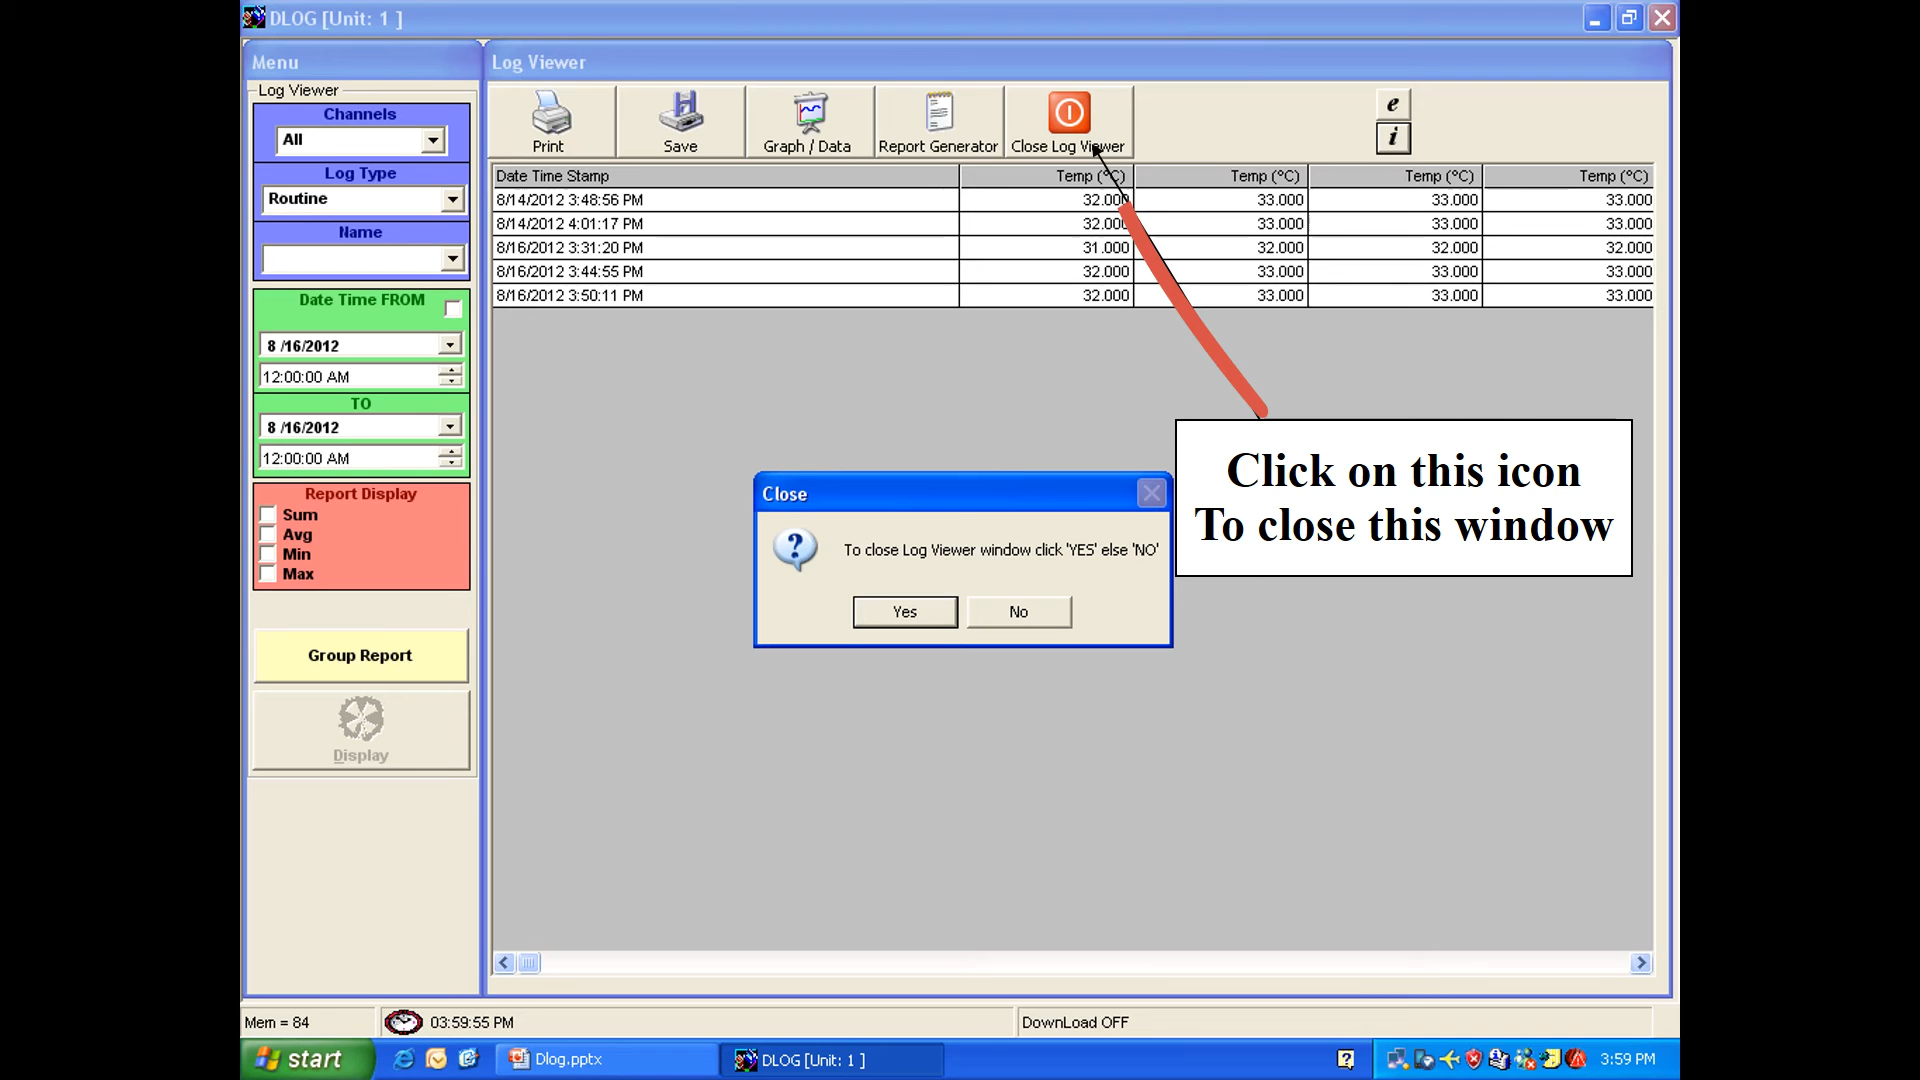 DLOG [Unit: 1 ]
Menu
Log Viewer
Log Viewer
Channels
All
Log Type
Routine
Name
Date Time FROM
8 /16/2012
12:00:00 AM
TO
8 /16/2012
12:00:00 AM
Report Display
Sum
Avg
Min
Max
Group Report
Display
Print
Save
Graph / Data
Report Generator
Close Log Viewer
e
i
Date Time Stamp Temp (°C) Temp (°C) Temp (°C) Temp (°C)
8/14/2012 3:48:56 PM 32.000 33.000 33.000 33.000
8/14/2012 4:01:17 PM 32.000 33.000 33.000 33.000
8/16/2012 3:31:20 PM 31.000 32.000 32.000 32.000
8/16/2012 3:44:55 PM 32.000 33.000 33.000 33.000
8/16/2012 3:50:11 PM 32.000 33.000 33.000 33.000
Click on this icon
To close this window
Close
To close Log Viewer window click 'YES' else 'NO'
Yes
No
Mem = 84
03:59:55 PM
DownLoad OFF
start
Dlog.pptx
DLOG [Unit: 1 ]
3:59 PM